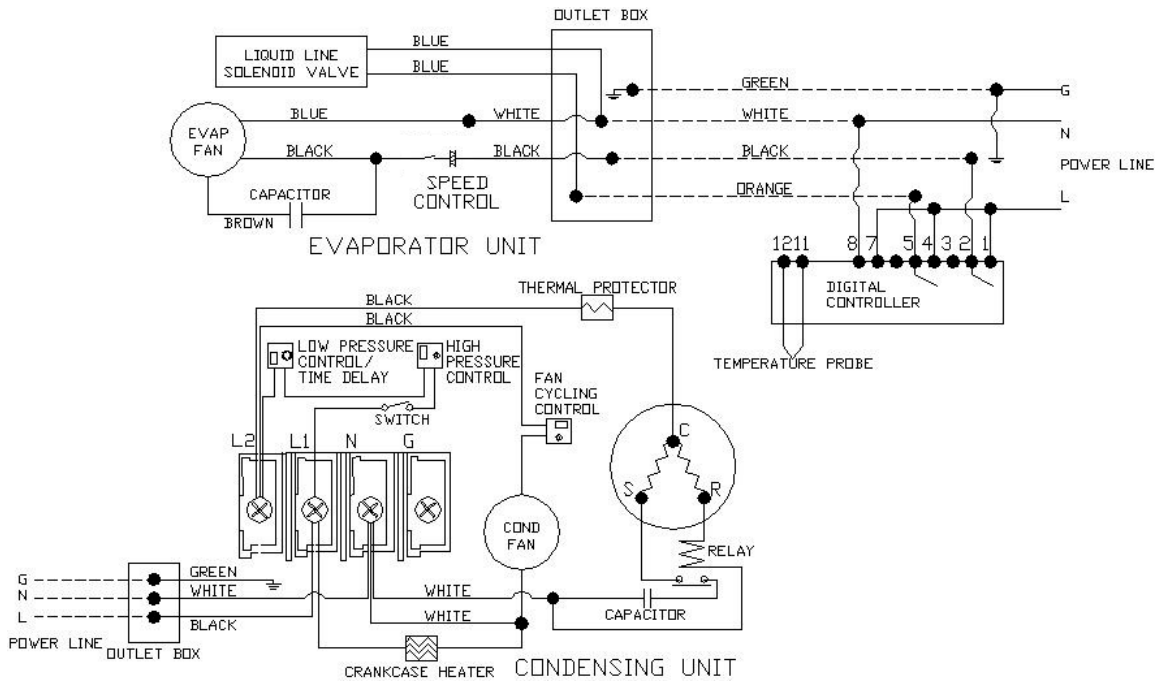 OUTLET BOX
LIQUID LINE
SOLENOID VALVE
BLUE
BLUE
GREEN
G
EVAP
FAN
BLUE
WHITE
WHITE
N
BLACK
BLACK
BLACK
POWER LINE
SPEED
CONTROL
ORANGE
L
CAPACITOR
BROWN
EVAPORATOR UNIT
12 11 8 7 5 4 3 2 1
DIGITAL
CONTROLLER
TEMPERATURE PROBE
THERMAL PROTECTOR
BLACK
BLACK
LOW PRESSURE
CONTROL/
TIME DELAY
HIGH
PRESSURE
CONTROL
FAN
CYCLING
CONTROL
SWITCH
L2 L1 N G
C
S R
COND
FAN
RELAY
G
N
L
GREEN
WHITE
BLACK
WHITE
WHITE
CAPACITOR
POWER LINE
OUTLET BOX
CRANKCASE HEATER
CONDENSING UNIT